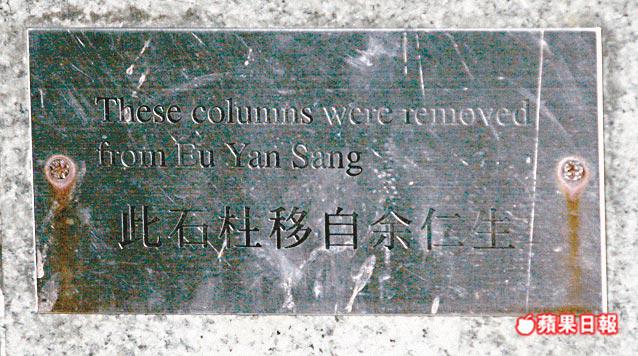 These columns were removed
from Eu Yan Sang
此石杜移自余仁生
蘋果日報